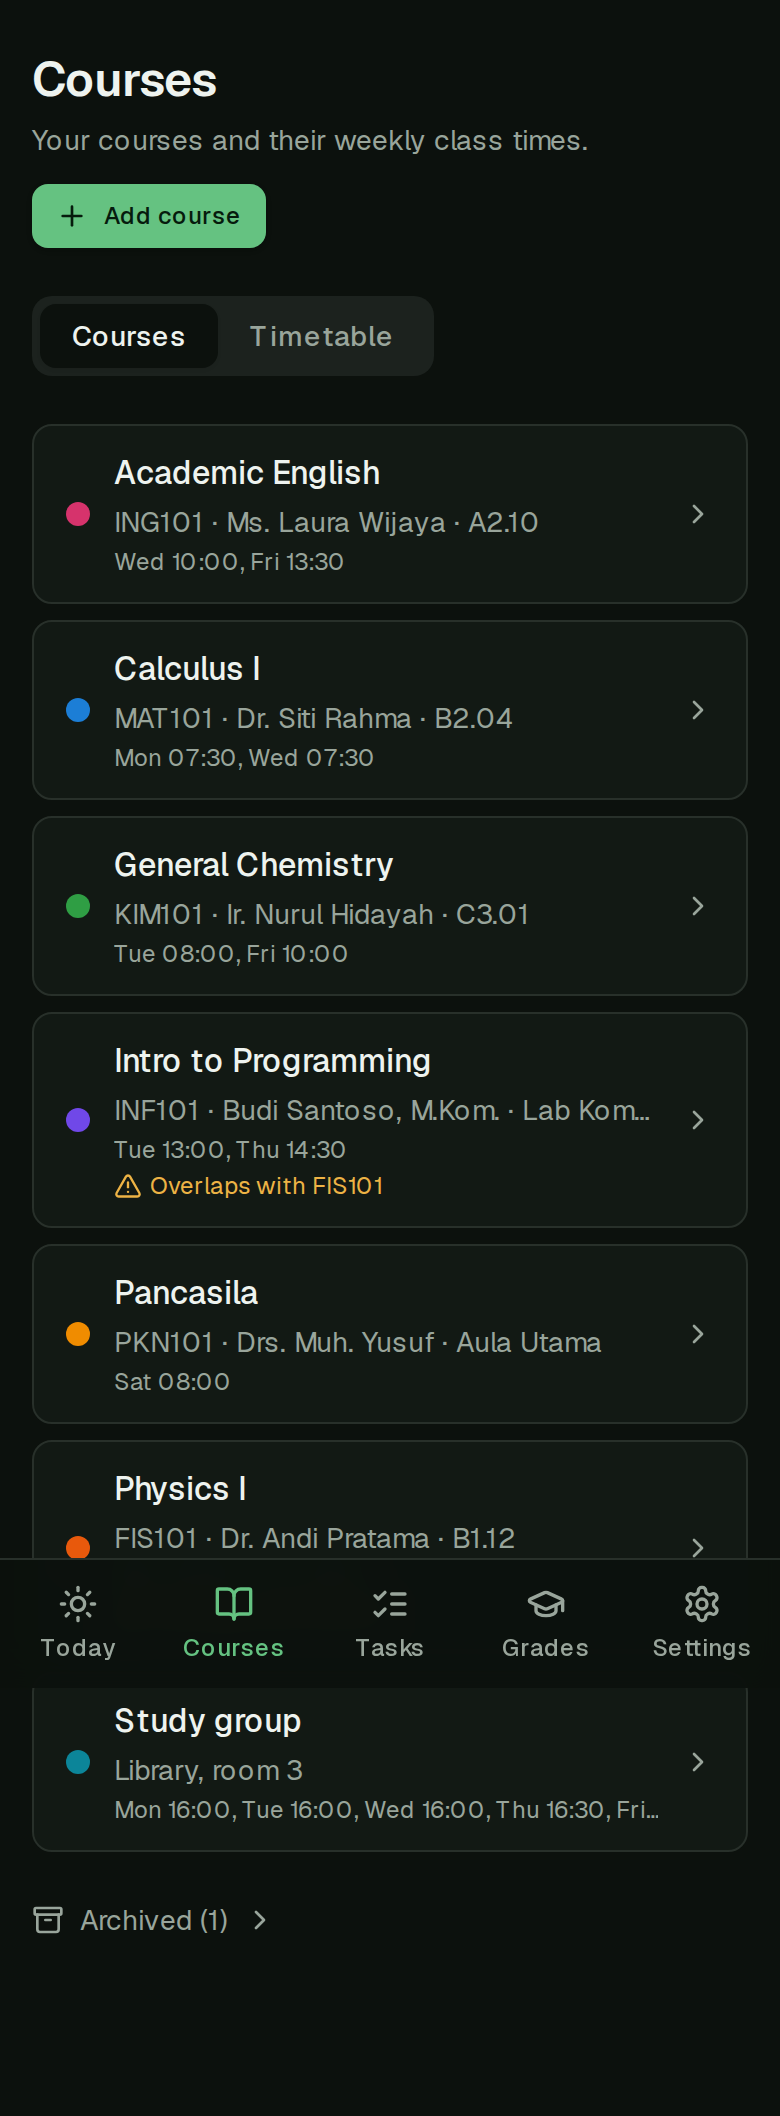 Courses
Your courses and their weekly class times.
Add course
Courses
Timetable
Academic English
ING101 · Ms. Laura Wijaya · A2.10
Wed 10:00, Fri 13:30
Calculus I
MAT101 · Dr. Siti Rahma · B2.04
Mon 07:30, Wed 07:30
General Chemistry
KIM101 · Ir. Nurul Hidayah · C3.01
Tue 08:00, Fri 10:00
Intro to Programming
INF101 · Budi Santoso, M.Kom. · Lab Kom…
Tue 13:00, Thu 14:30
Overlaps with FIS101
Pancasila
PKN101 · Drs. Muh. Yusuf · Aula Utama
Sat 08:00
Physics I
FIS101 · Dr. Andi Pratama · B1.12
Today
Courses
Tasks
Grades
Settings
Study group
Library, room 3
Mon 16:00, Tue 16:00, Wed 16:00, Thu 16:30, Fri…
Archived (1)